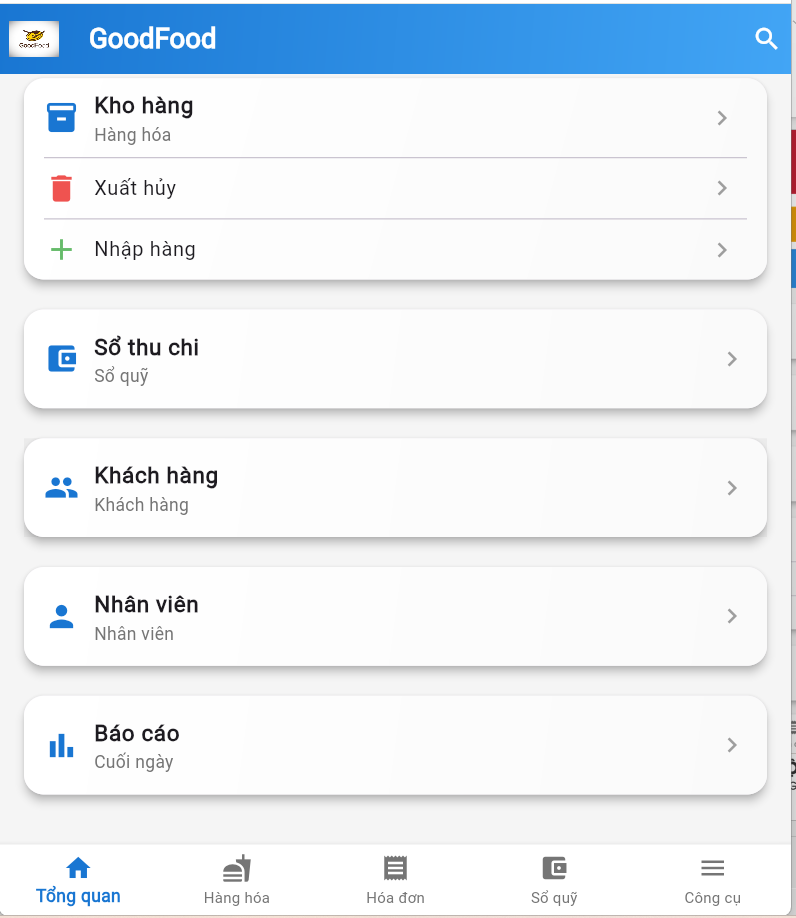 GoodFood
GoodFood
Kho hàng
Hàng hóa
Xuất hủy
Nhập hàng
Sổ thu chi
Sổ quỹ
Khách hàng
Khách hàng
Nhân viên
Nhân viên
Báo cáo
Cuối ngày
Tổng quan
Hàng hóa
Hóa đơn
Sổ quỹ
Công cụ